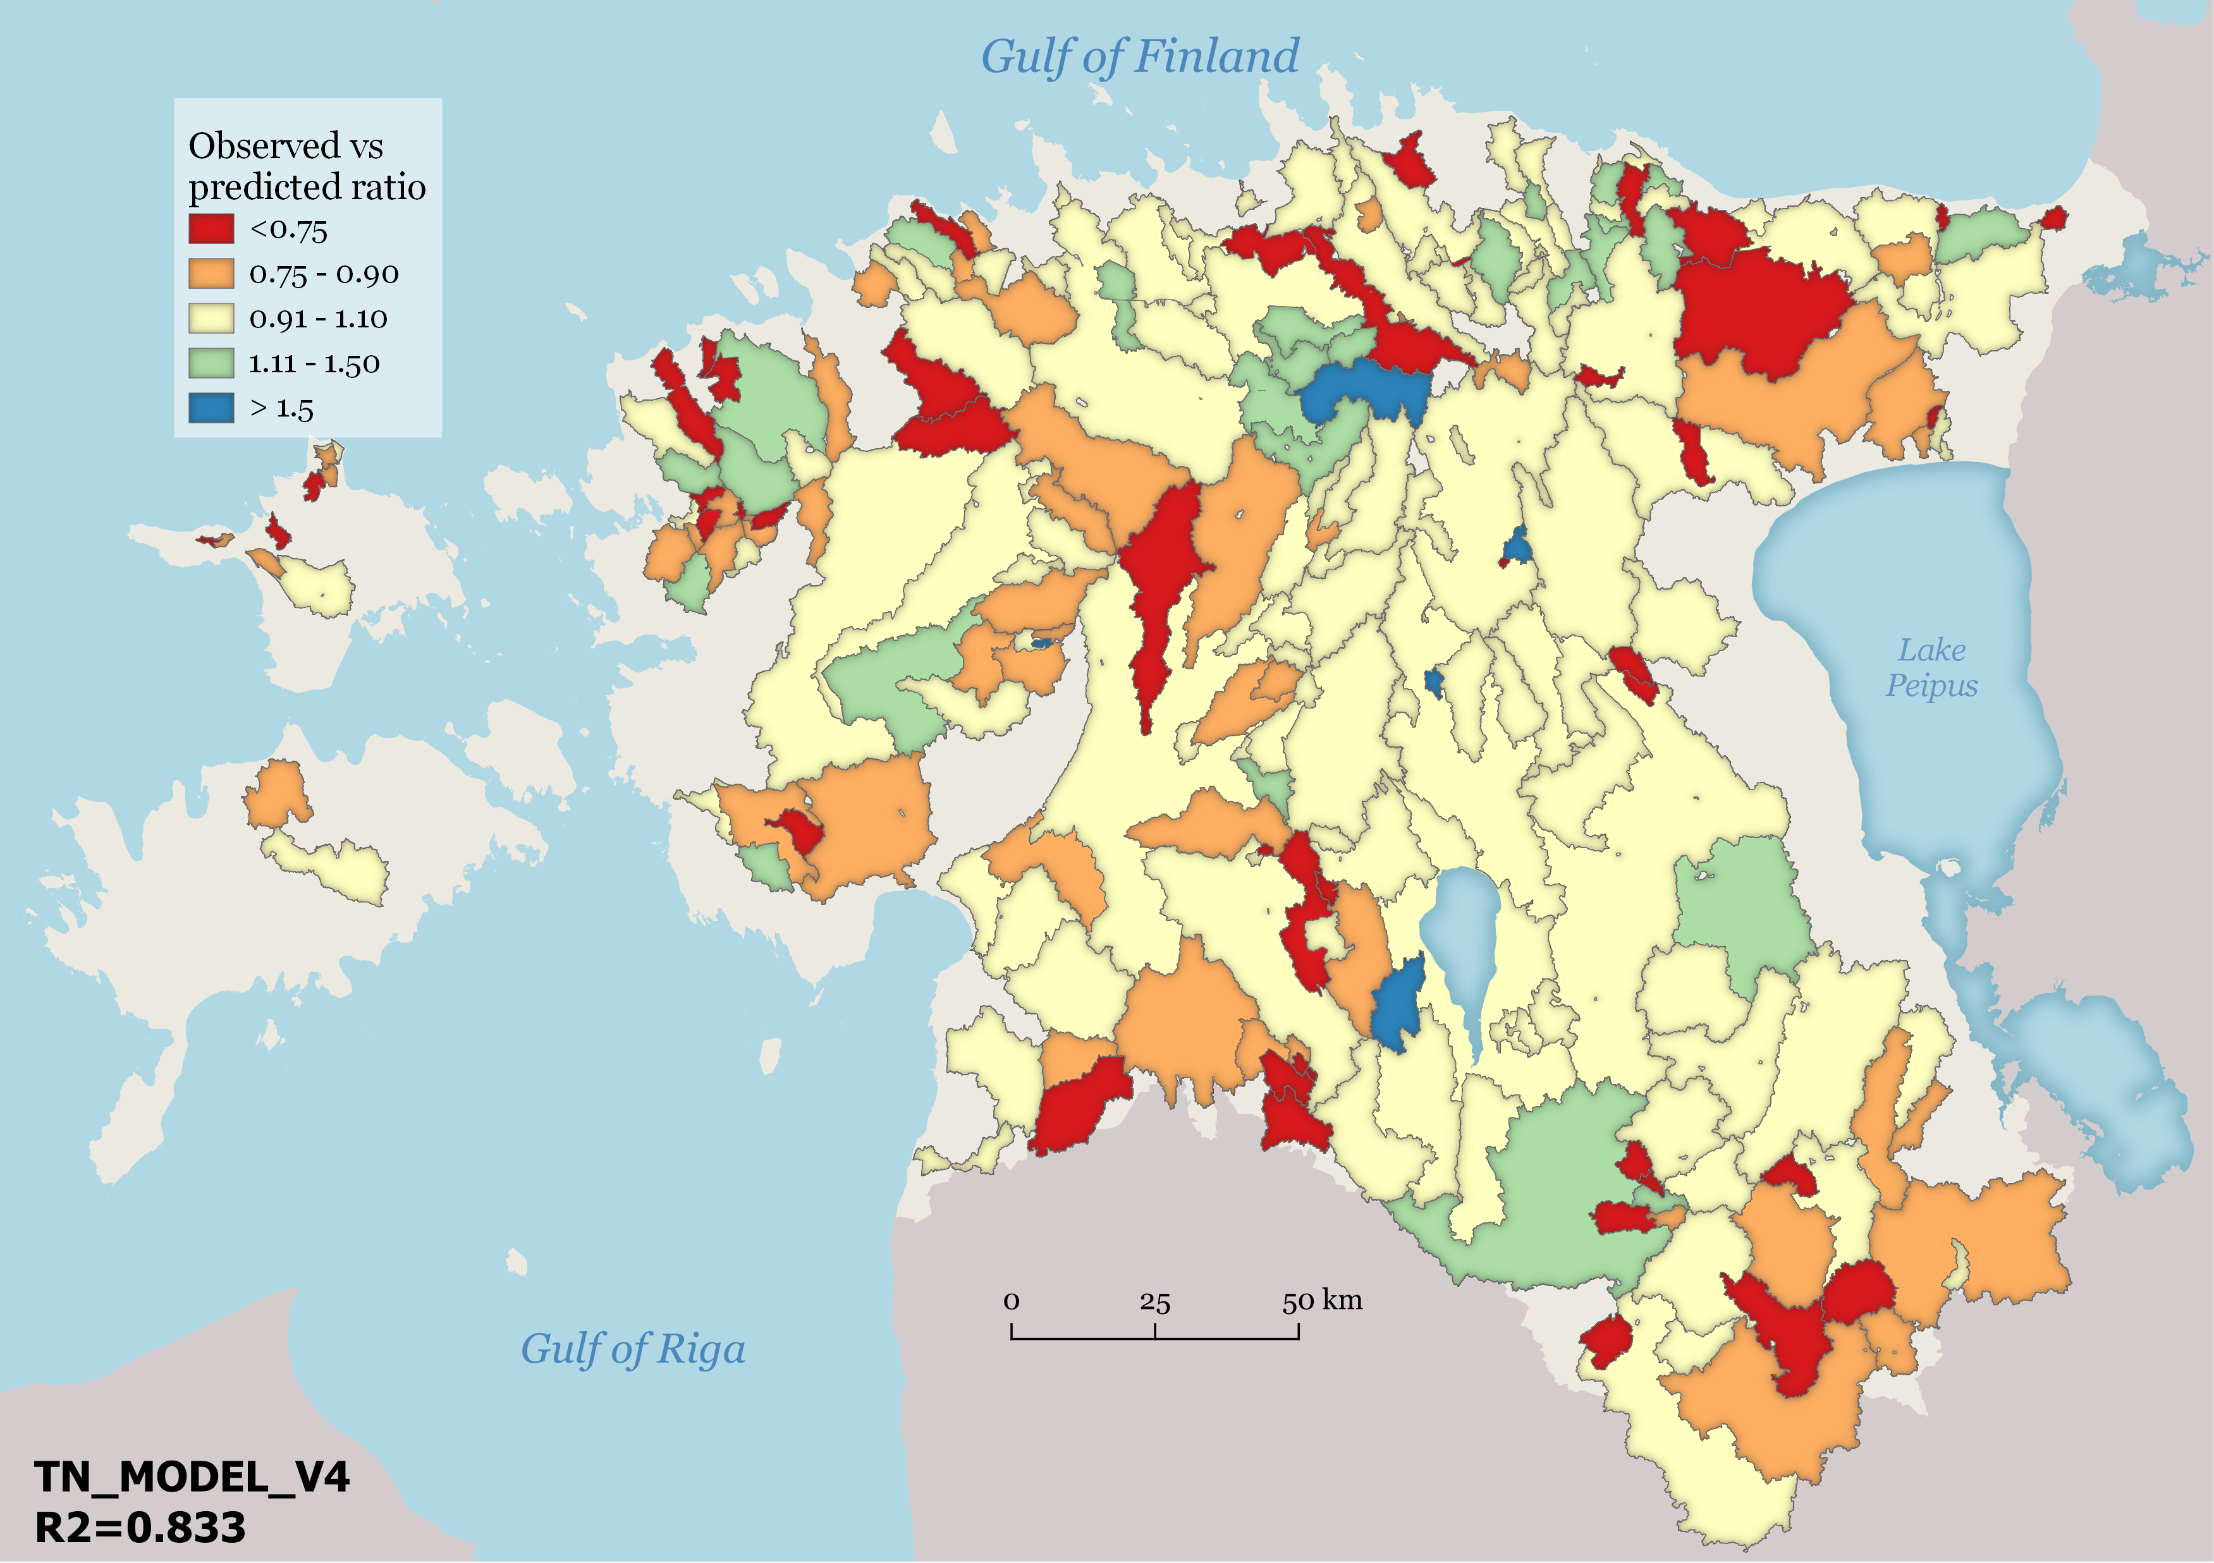 Gulf of Finland
Observed vs
predicted ratio
<0.75
0.75 - 0.90
0.91 - 1.10
1.11 - 1.50
> 1.5
Lake
Peipus
0 25 50 km
Gulf of Riga
TN_MODEL_V4
R2=0.833